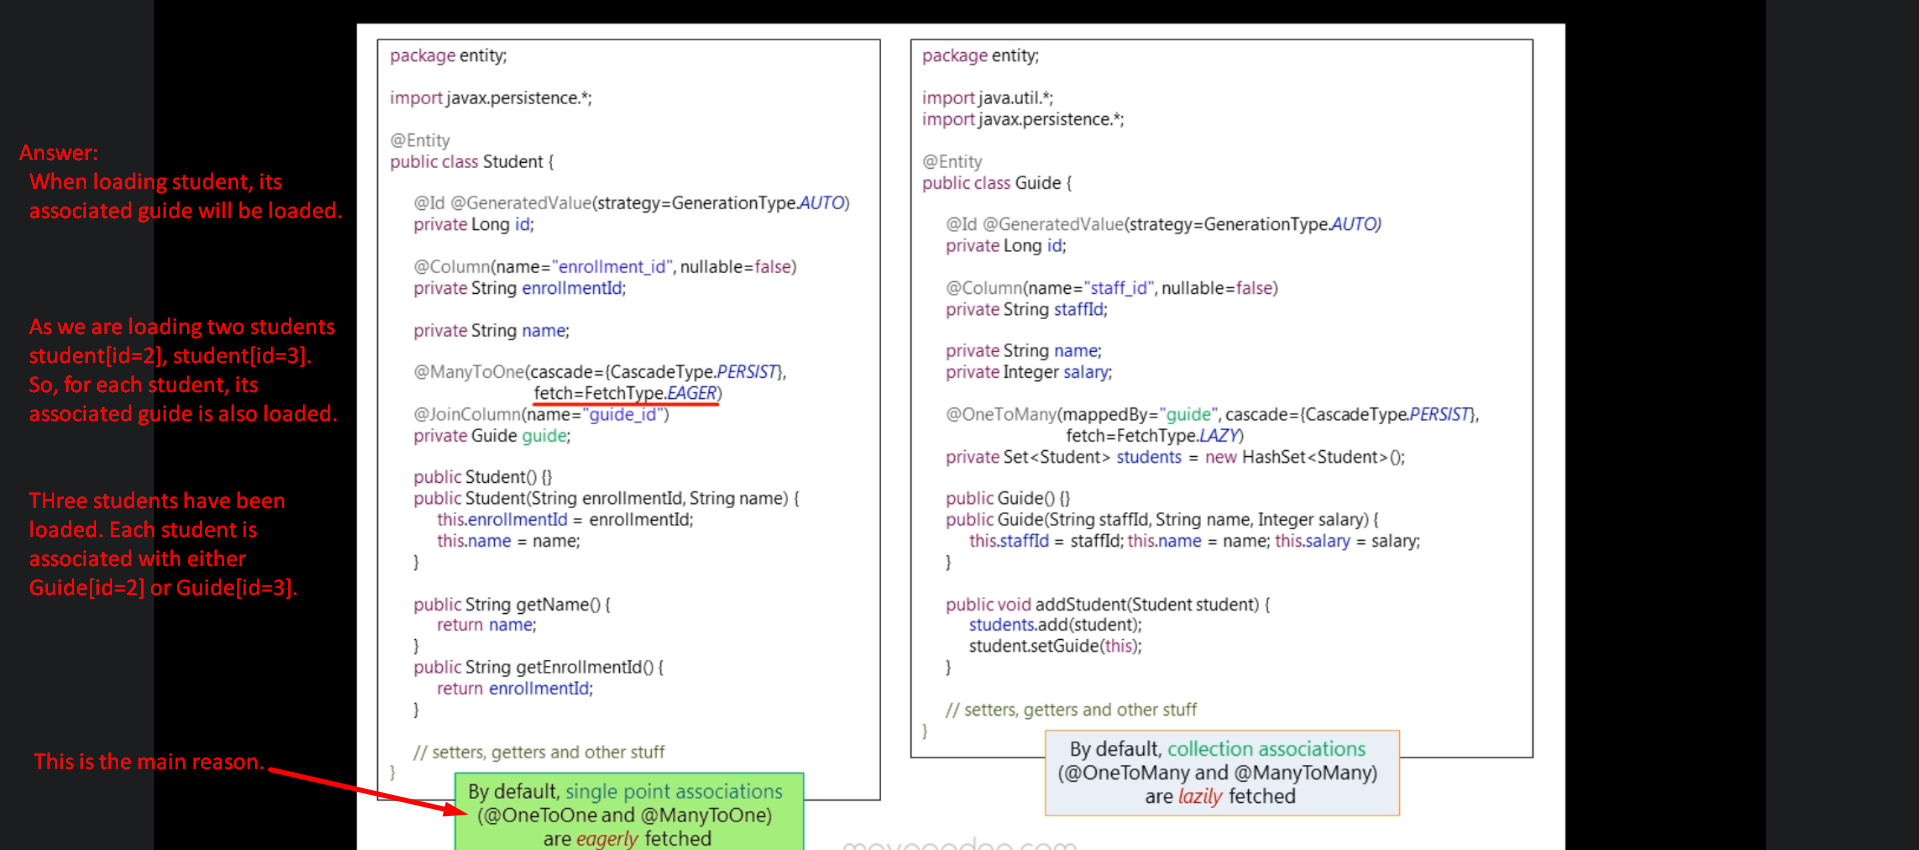 Answer:
When loading student, its
associated guide will be loaded.
As we are loading two students
student[id=2], student[id=3].
So, for each student, its
associated guide is also loaded.
THree students have been
loaded. Each student is
associated with either
Guide[id=2] or Guide[id=3].
This is the main reason.
package entity;
import javax.persistence.*;
@Entity
public class Student {
@Id @GeneratedValue(strategy=GenerationType.AUTO)
private Long id;
@Column(name="enrollment_id", nullable=false)
private String enrollmentId;
private String name;
@ManyToOne(cascade={CascadeType.PERSIST},
fetch=FetchType.EAGER)
@JoinColumn(name="guide_id")
private Guide guide;
public Student() {}
public Student(String enrollmentId, String name) {
this.enrollmentId = enrollmentId;
this.name = name;
}
public String getName() {
return name;
}
public String getEnrollmentId() {
return enrollmentId;
}
// setters, getters and other stuff
}
By default, single point associations
(@OneToOne and @ManyToOne)
are eagerly fetched
package entity;
import java.util.*;
import javax.persistence.*;
@Entity
public class Guide {
@Id @GeneratedValue(strategy=GenerationType.AUTO)
private Long id;
@Column(name="staff_id", nullable=false)
private String staffId;
private String name;
private Integer salary;
@OneToMany(mappedBy="guide", cascade={CascadeType.PERSIST},
fetch=FetchType.LAZY)
private Set<Student> students = new HashSet<Student>();
public Guide() {}
public Guide(String staffId, String name, Integer salary) {
this.staffId = staffId; this.name = name; this.salary = salary;
}
public void addStudent(Student student) {
students.add(student);
student.setGuide(this);
}
// setters, getters and other stuff
}
By default, collection associations
(@OneToMany and @ManyToMany)
are lazily fetched